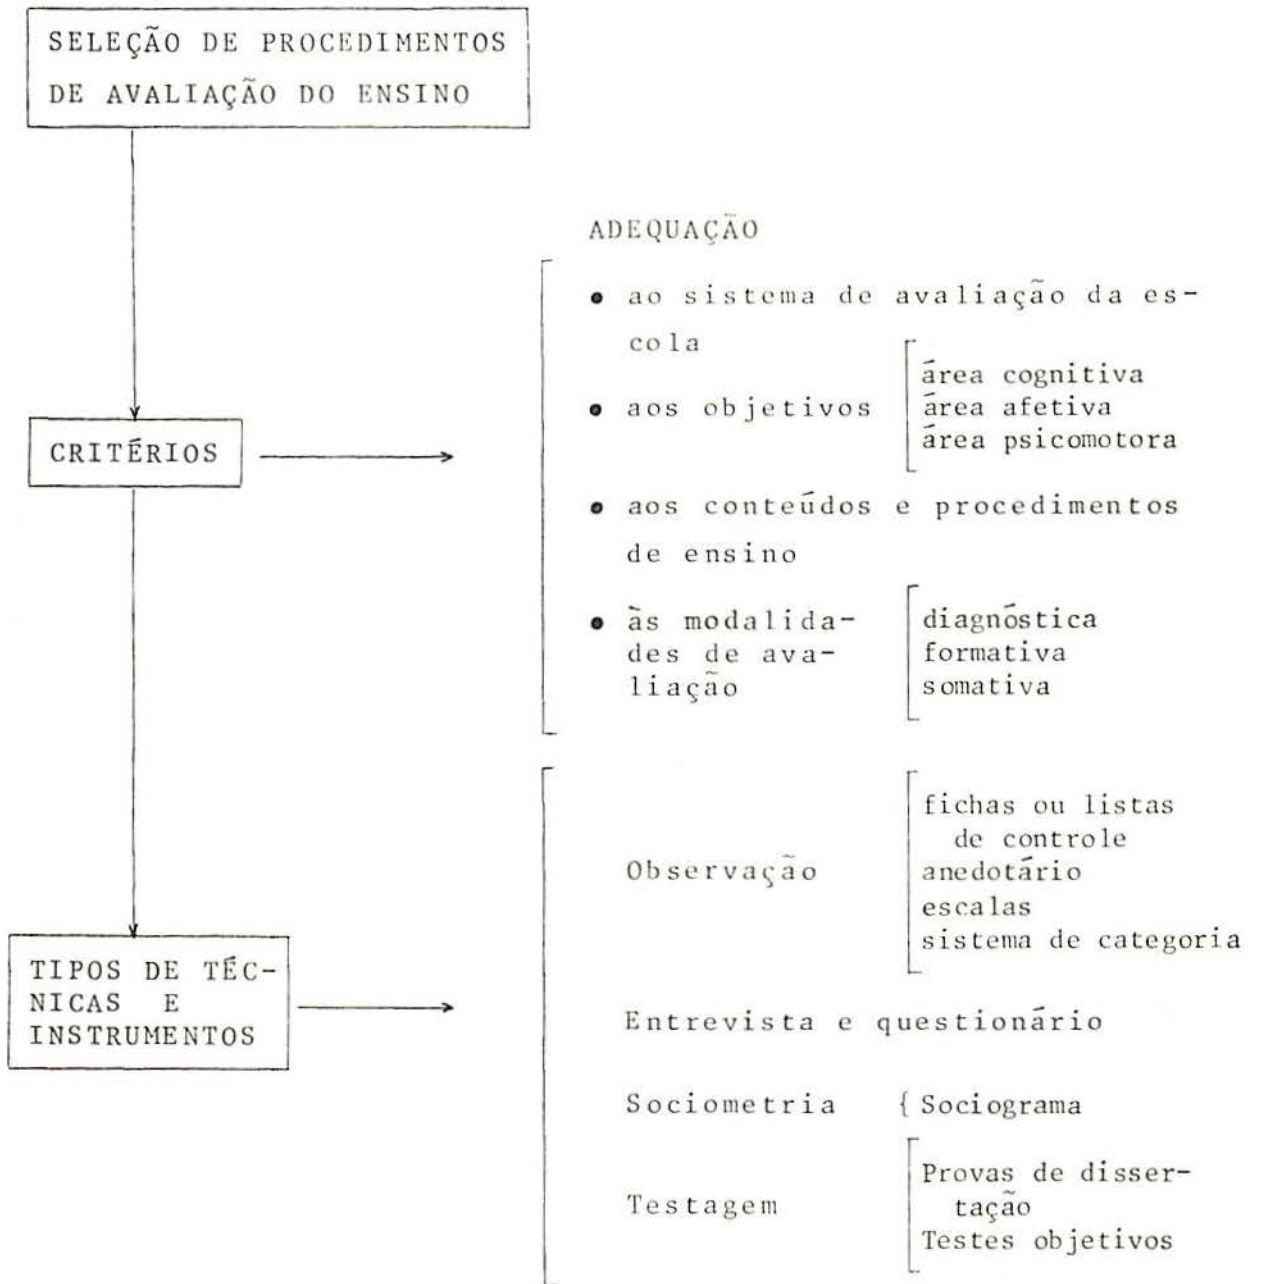 SELEÇÃO DE PROCEDIMENTOS
DE AVALIAÇÃO DO ENSINO
ADEQUAÇÃO
• ao sistema de avaliação da es-
cola
• aos objetivos
área cognitiva
área afetiva
área psicomotora
CRITÉRIOS
• aos conteúdos e procedimentos
de ensino
• às modalida-
des de ava-
liação
diagnóstica
formativa
somativa
Observação
fichas ou listas
de controle
anedotário
escalas
sistema de categoria
TIPOS DE TÉC-
NICAS E
INSTRUMENTOS
Entrevista e questionário
Sociometria { Sociograma
Testagem
Provas de disser-
tação
Testes objetivos